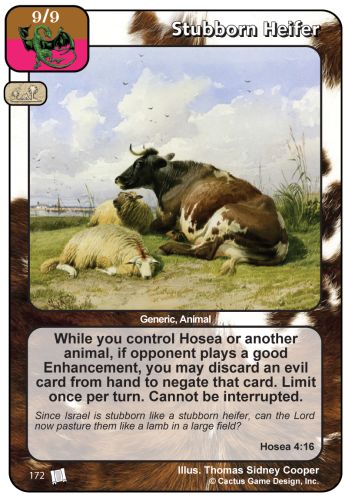 9/9
Stubborn Heifer
Generic, Animal
While you control Hosea or another
animal, if opponent plays a good
Enhancement, you may discard an evil
card from hand to negate that card. Limit
once per turn. Cannot be interrupted.
Since Israel is stubborn like a stubborn heifer, can the Lord
now pasture them like a lamb in a large field?
Hosea 4:16
Illus. Thomas Sidney Cooper
172
© Cactus Game Design, Inc.